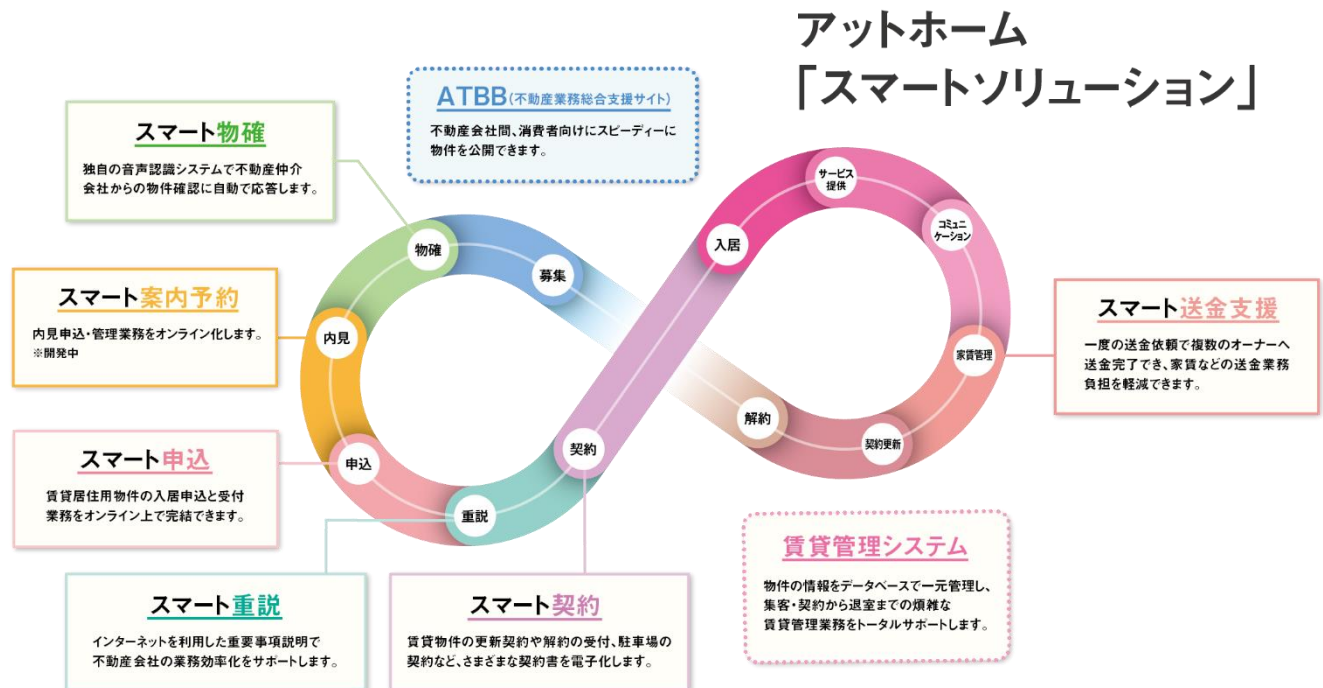 アットホーム
「スマートソリューション」
ATBB(不動産業務総合支援サイト)
不動産会社間、消費者向けにスピーディーに
物件を公開できます。
スマート物確
独自の音声認識システムで不動産仲介
会社からの物件確認に自動で応答します。
スマート案内予約
内見申込・管理業務をオンライン化します。
※開発中
スマート申込
賃貸居住用物件の入居申込と受付
業務をオンライン上で完結できます。
スマート重説
インターネットを利用した重要事項説明で
不動産会社の業務効率化をサポートします。
スマート契約
賃貸物件の更新契約や解約の受付、駐車場の
契約など、さまざまな契約書を電子化します。
募集
物確
内見
申込
重説
契約
入居
サービス
提供
コミュニ
ケーション
家賃管理
契約更新
解約
スマート送金支援
一度の送金依頼で複数のオーナーへ
送金完了でき、家賃などの送金業務
負担を軽減できます。
賃貸管理システム
物件の情報をデータベースで一元管理し、
集客・契約から退室までの煩雑な
賃貸管理業務をトータルサポートします。